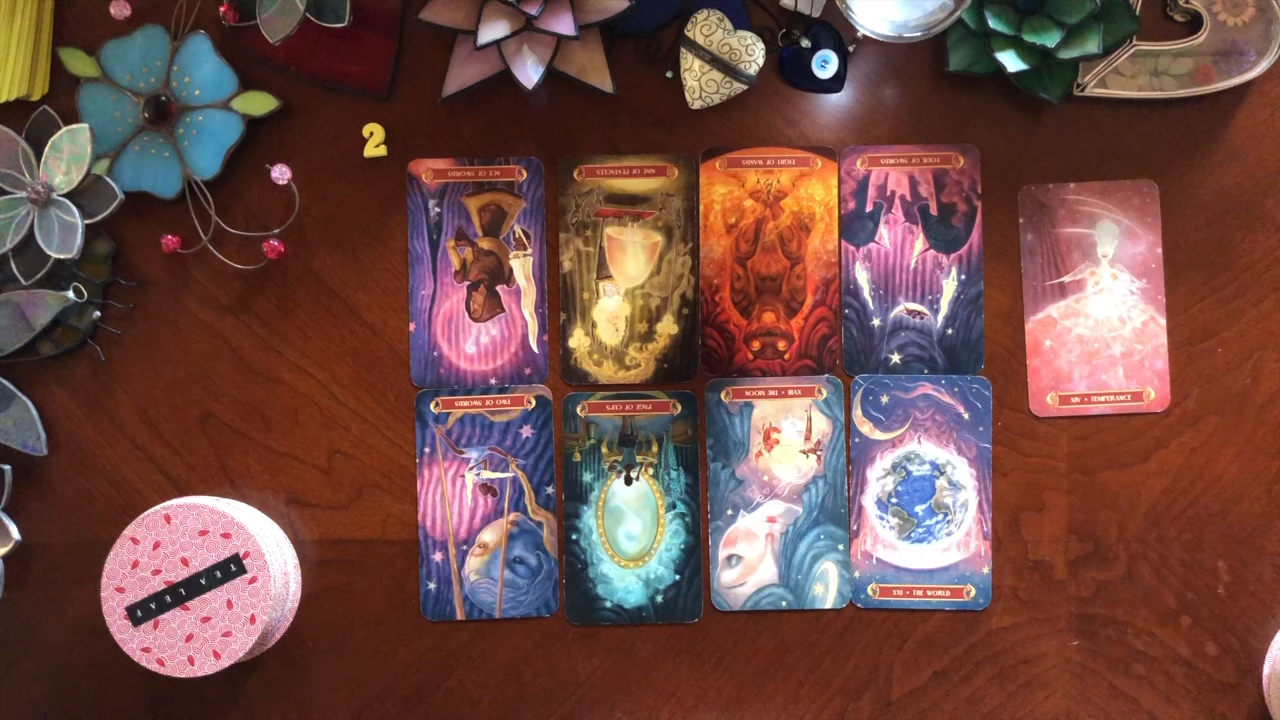 2
ACE OF SWORDS
NINE OF PENTACLES
EIGHT OF WANDS
FOUR OF SWORDS
XIV • TEMPERANCE
TWO OF SWORDS
PAGE OF CUPS
XVIII • THE MOON
XXI • THE WORLD
TEA LEAF